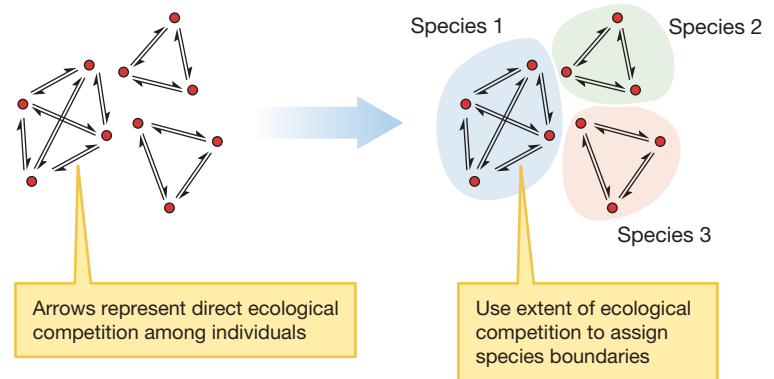 Species 1
Species 2
Species 3
Arrows represent direct ecological
competition among individuals
Use extent of ecological
competition to assign
species boundaries